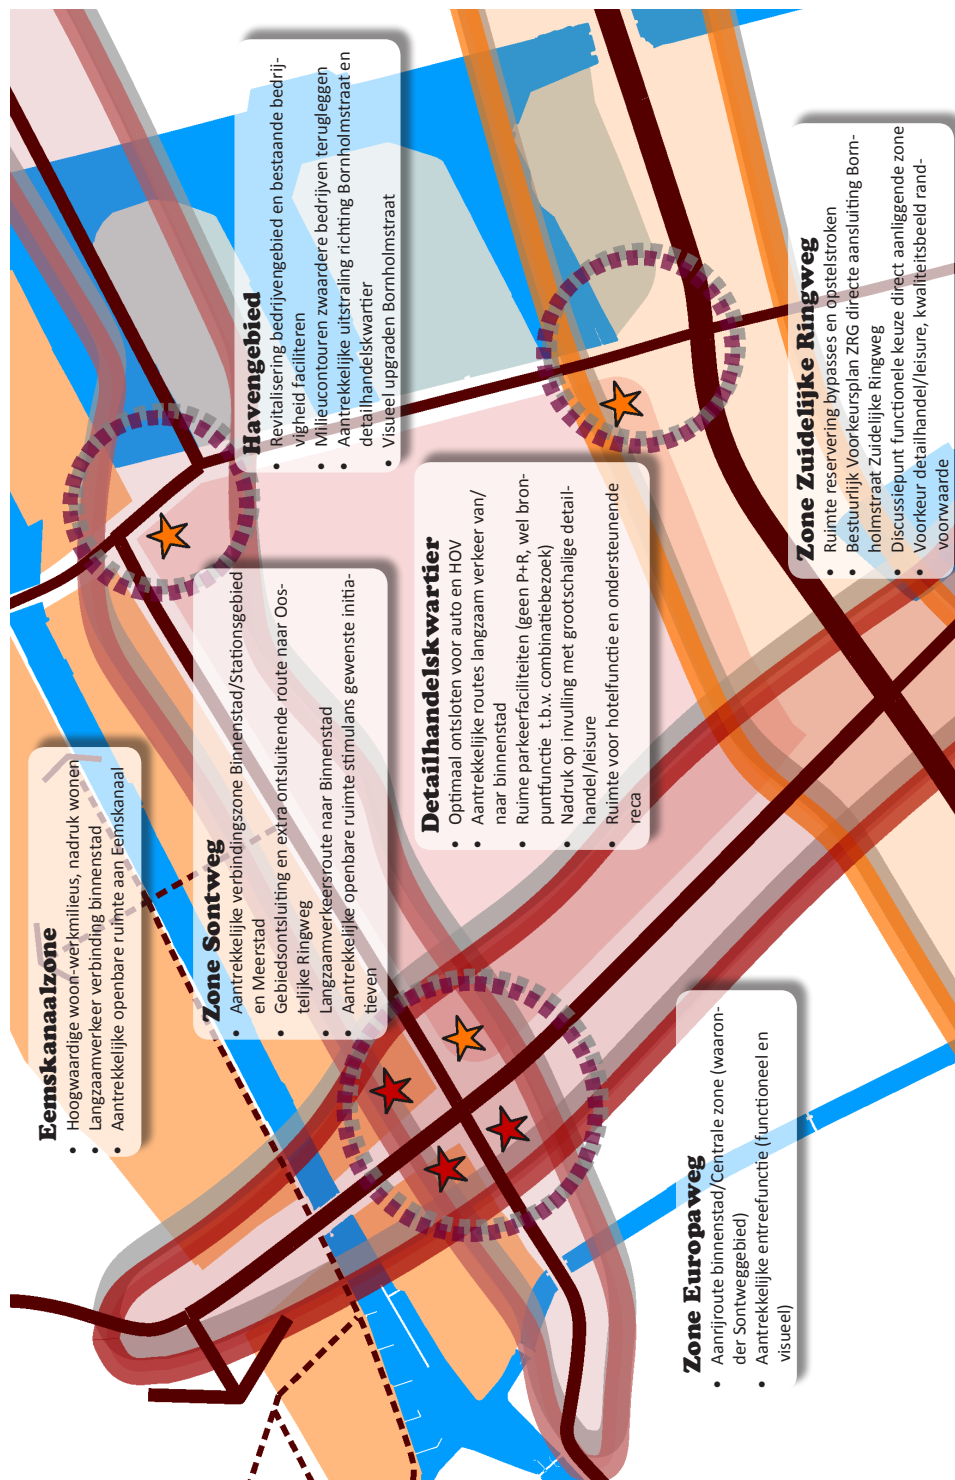 Eemskanaalzone
• Hoogwaardige woon-werkmilieus, nadruk wonen
• Langzaamverkeer verbinding binnenstad
• Aantrekkelijke openbare ruimte aan Eemskanaal
Zone Sontweg
• Aantrekkelijke verbindingszone Binnenstad/Stationsgebied
en Meerstad
• Gebiedsontsluiting en extra ontsluitende route naar Oos-
telijke Ringweg
• Langzaamverkeersroute naar Binnenstad
• Aantrekkelijke openbare ruimte stimulans gewenste initia-
tieven
Havengebied
• Revitalisering bedrijvengebied en bestaande bedrij-
vigheid faciliteren
• Milieucontouren zwaardere bedrijven terugleggen
• Aantrekkelijke uitstraling richting Bornholmstraat en
detailhandelskwartier
• Visueel upgraden Bornholmstraat
Detailhandelskwartier
• Optimaal ontsloten voor auto en HOV
• Aantrekkelijke routes langzaam verkeer van/
naar binnenstad
• Ruime parkeerfaciliteiten (geen P+R, wel bron-
puntfunctie t.b.v. combinatiebezoek)
• Nadruk op invulling met grootschalige detail-
handel/leisure
• Ruimte voor hotelfunctie en ondersteunende
reca
Zone Europaweg
• Aanrijroute binnenstad/Centrale zone (waaron-
der Sontweggebied)
• Aantrekkelijke entreefunctie (functioneel en
visueel)
Zone Zuidelijke Ringweg
• Ruimte reservering bypasses en opstelstroken
• Bestuurlijk Voorkeursplan ZRG directe aansluiting Born-
holmstraat Zuidelijke Ringweg
• Discussiepunt functionele keuze direct aanliggende zone
• Voorkeur detailhandel/leisure, kwaliteitsbeeld rand-
voorwaarde